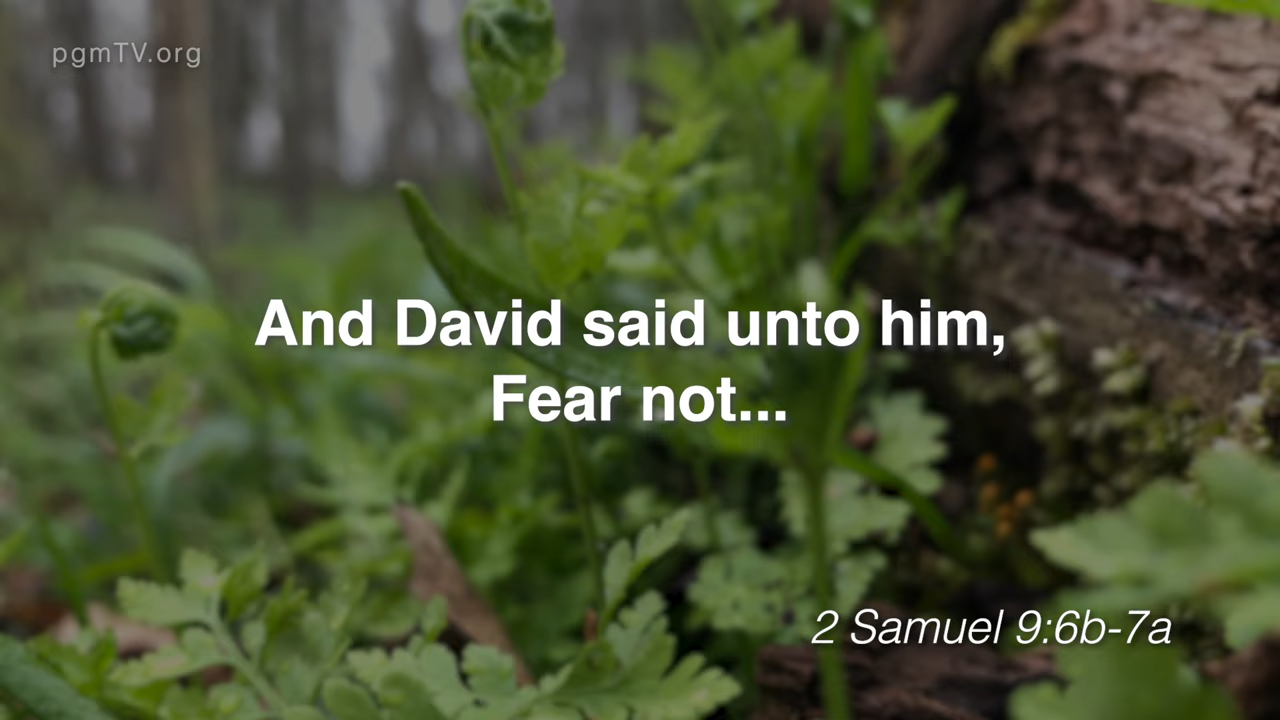 pgmTV.org
And David said unto him,
Fear not...
2 Samuel 9:6b-7a